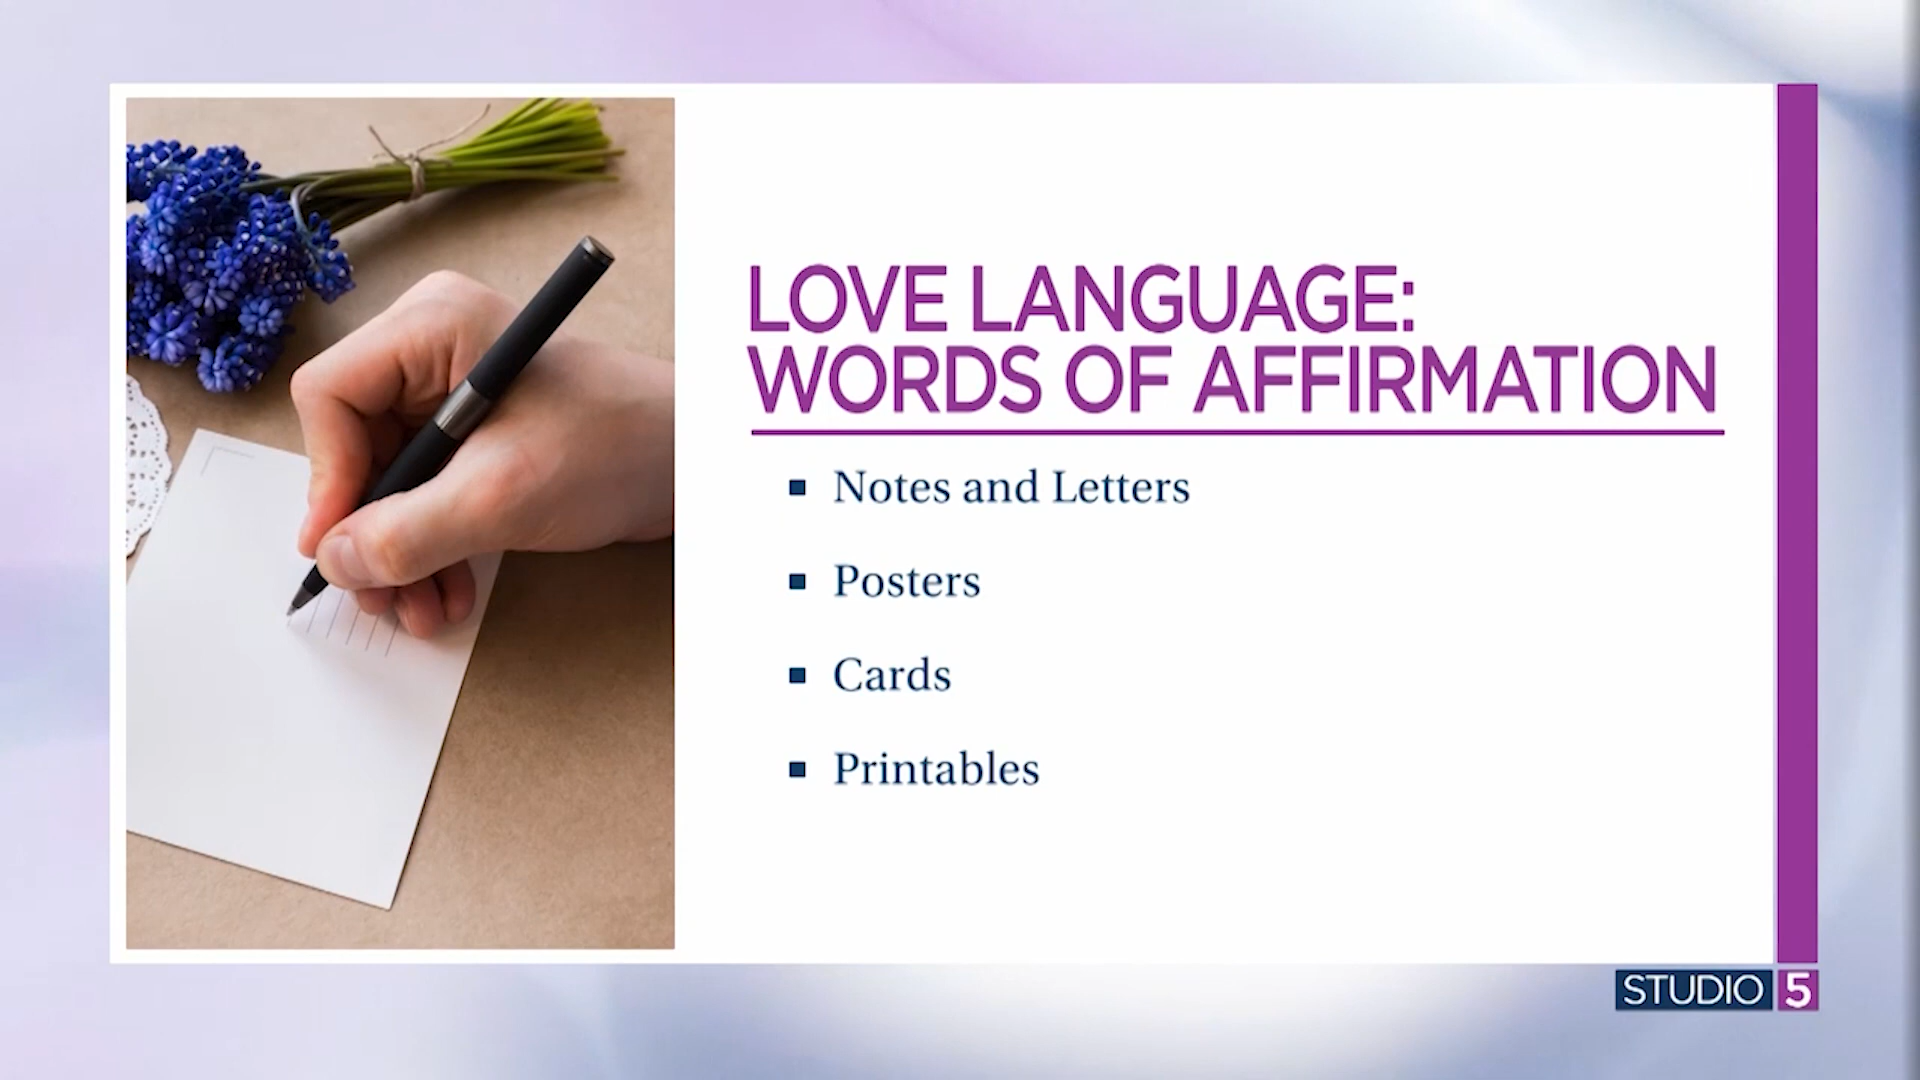 LOVE LANGUAGE:
WORDS OF AFFIRMATION
Notes and Letters
Posters
Cards
Printables
STUDIO 5